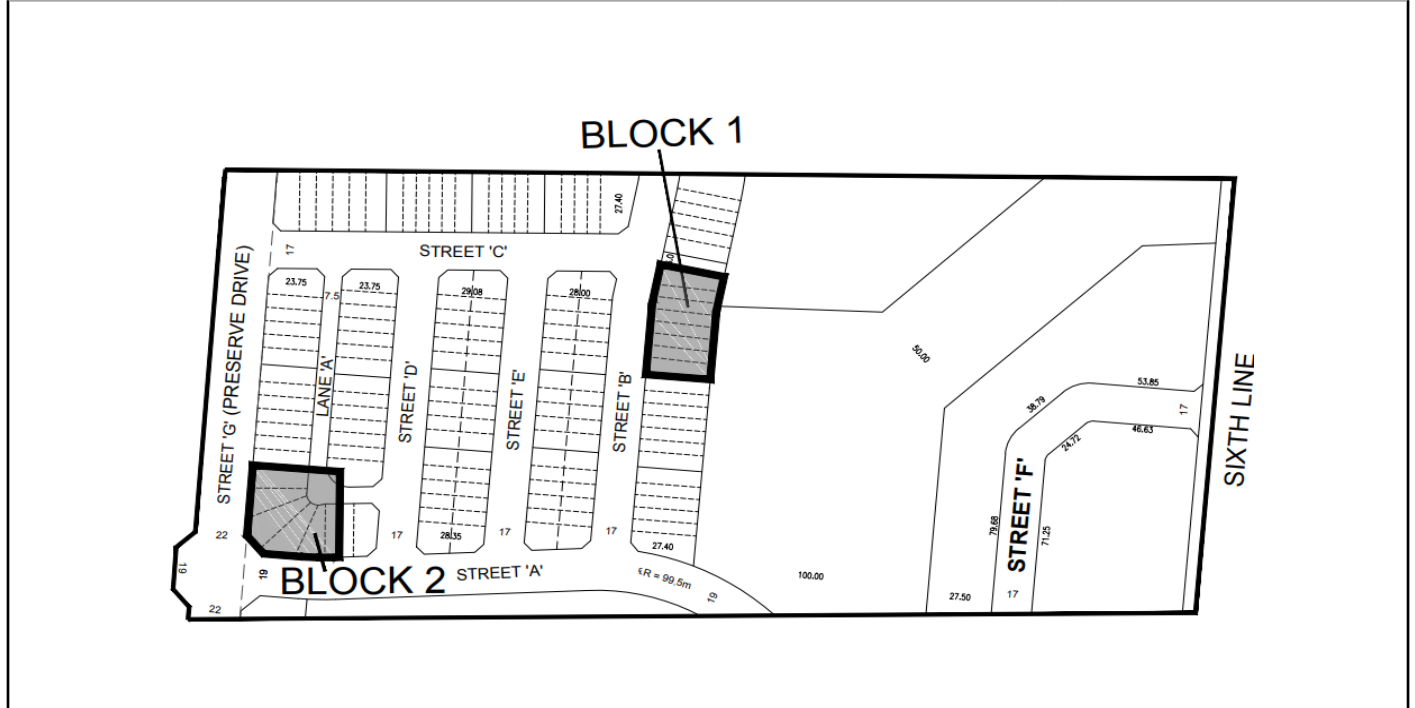 BLOCK 1
27.40
17
STREET 'C'
STREET 'G' (PRESERVE DRIVE)
23.75
7.5
23.75
29.08
28.00
LANE 'A'
STREET 'D'
STREET 'E'
STREET 'B'
50.00
53.85
38.79
17
46.63
24.72
SIXTH LINE
STREET 'F'
79.68
71.25
22
17
28.35
17
17
27.40
19
19
BLOCK 2
STREET 'A'
R = 99.5m
19
100.00
27.50
17
22